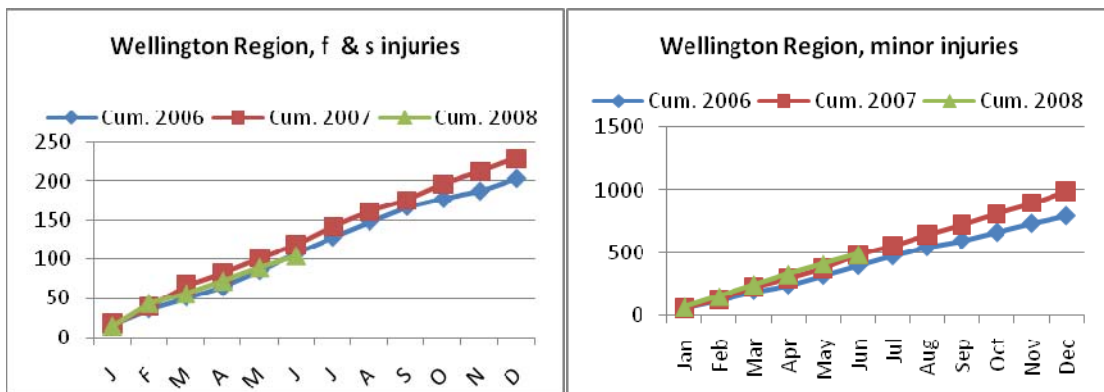 Wellington Region, f & s injuries
Cum. 2006 Cum. 2007 Cum. 2008
250
200
150
100
50
0
J F M A M J J A S O N D
Wellington Region, minor injuries
Cum. 2006 Cum. 2007 Cum. 2008
1500
1000
500
0
Jan Feb Mar Apr May Jun Jul Aug Sep Oct Nov Dec